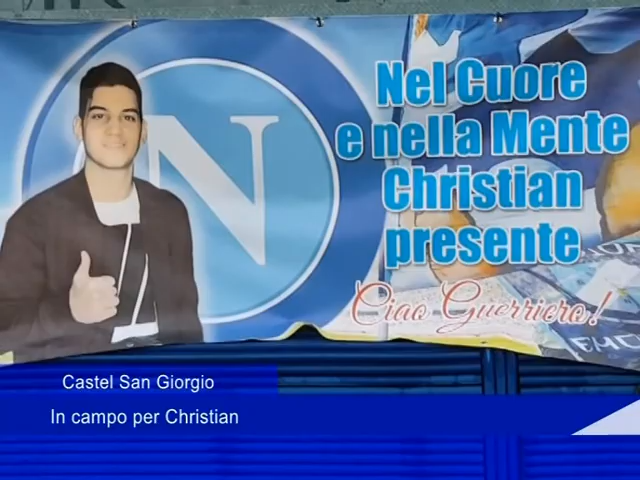 N
Nel Cuore
e nella Mente
Christian
presente
Ciao Guerriero!
Castel San Giorgio
In campo per Christian